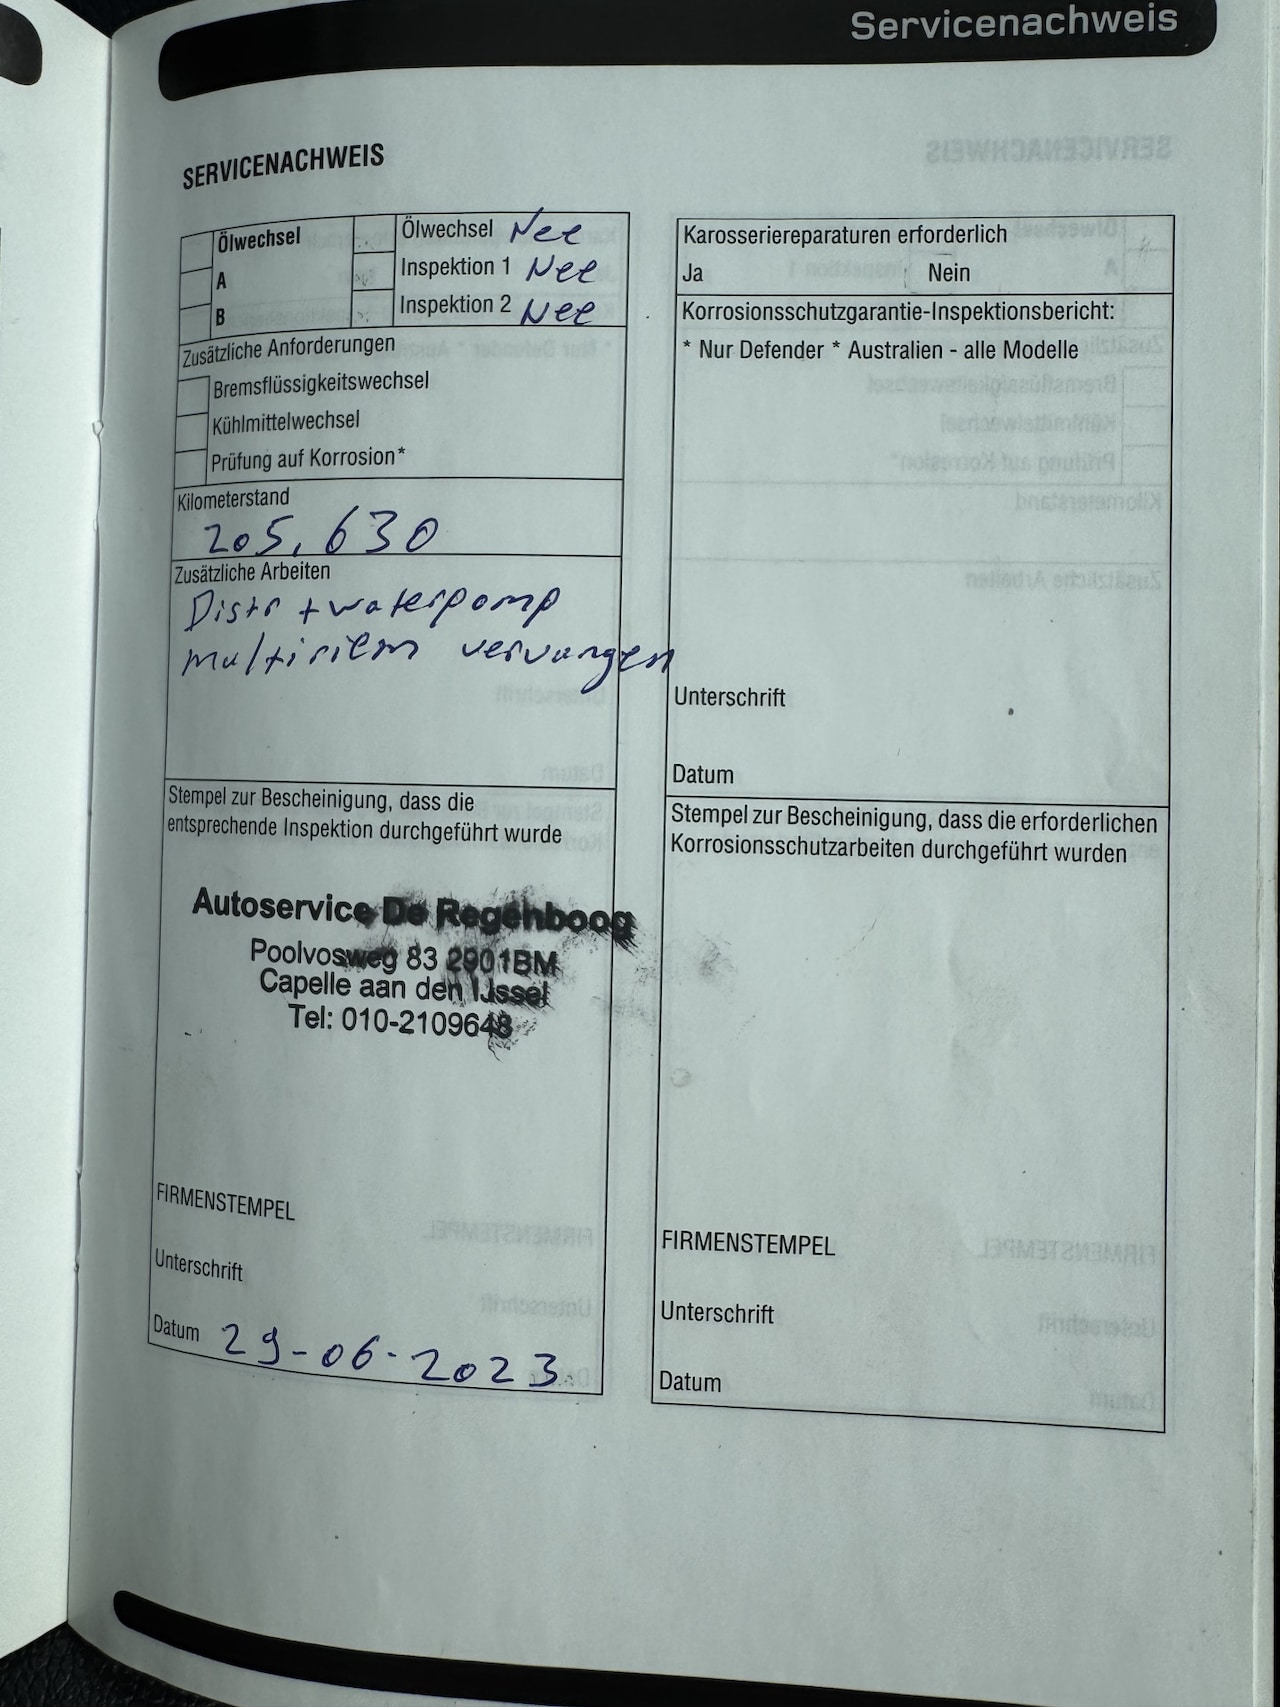 Servicenachweis
SERVICENACHWEIS
Ölwechsel
A
B
Ölwechsel Nee
Inspektion 1 Nee
Inspektion 2 Nee
Zusätzliche Anforderungen
Bremsflüssigkeitswechsel
Kühlmittelwechsel
Prüfung auf Korrosion*
Kilometerstand
205.630
Zusätzliche Arbeiten
Distr + waterpomp
multiriem vervangen
Stempel zur Bescheinigung, dass die
entsprechende Inspektion durchgeführt wurde
Autoservice De Regenboog
Poolvosweg 83 2901BM
Capelle aan den IJssel
Tel: 010-2109648
FIRMENSTEMPEL
Unterschrift
Datum 29-06-2023
Karosseriereparaturen erforderlich
Ja Nein
Korrosionsschutzgarantie-Inspektionsbericht:
* Nur Defender * Australien - alle Modelle
Unterschrift
Datum
Stempel zur Bescheinigung, dass die erforderlichen
Korrosionsschutzarbeiten durchgeführt wurden
FIRMENSTEMPEL
Unterschrift
Datum